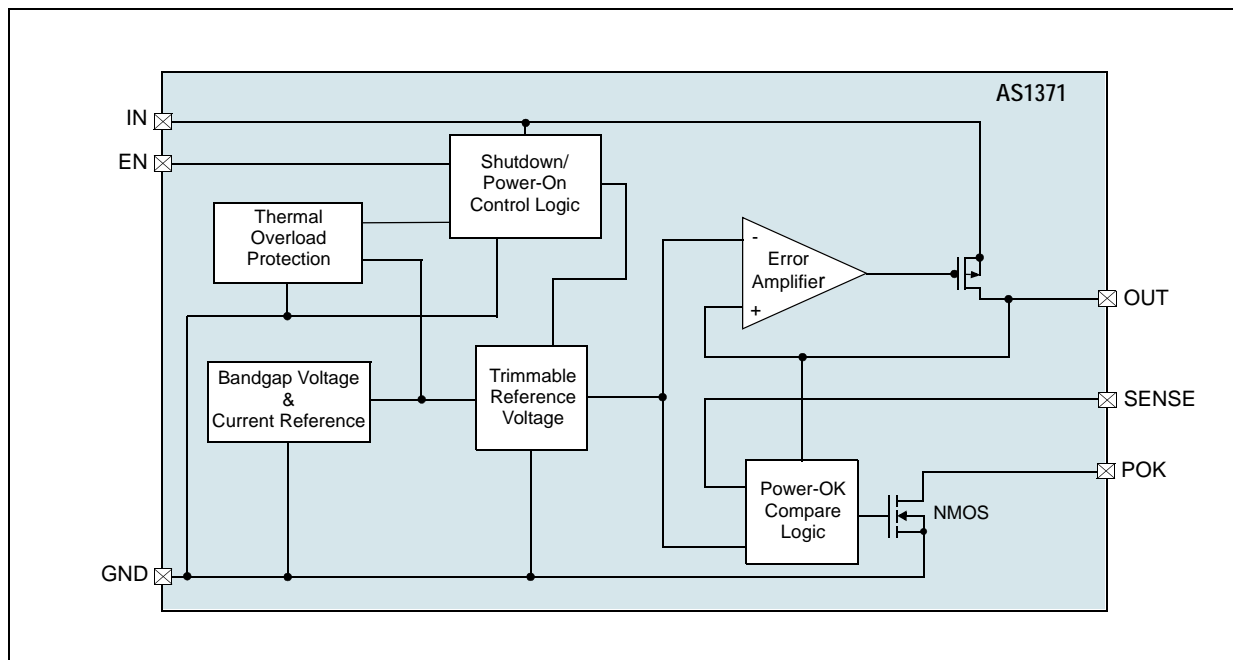 AS1371
IN
EN
Shutdown/
Power-On
Control Logic
Thermal
Overload
Protection
-
Error
Amplifier
+
OUT
Bandgap Voltage
&
Current Reference
Trimmable
Reference
Voltage
SENSE
Power-OK
Compare
Logic
NMOS
POK
GND